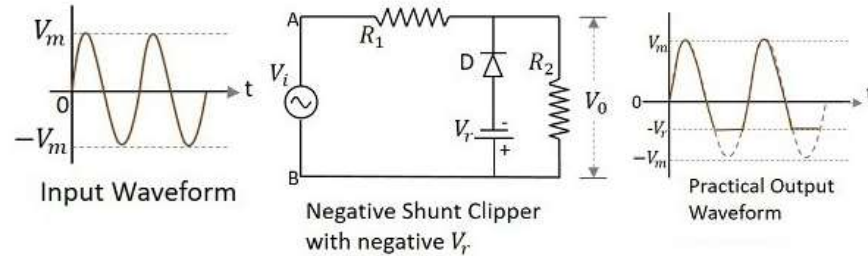 V_m
0
t
−V_m
Input Waveform
A
R_1
V_i
D
R_2
V_r
-
+
V_0
B
Negative Shunt Clipper
with negative V_r
V_m
0
t
-V_r
−V_m
Practical Output
Waveform